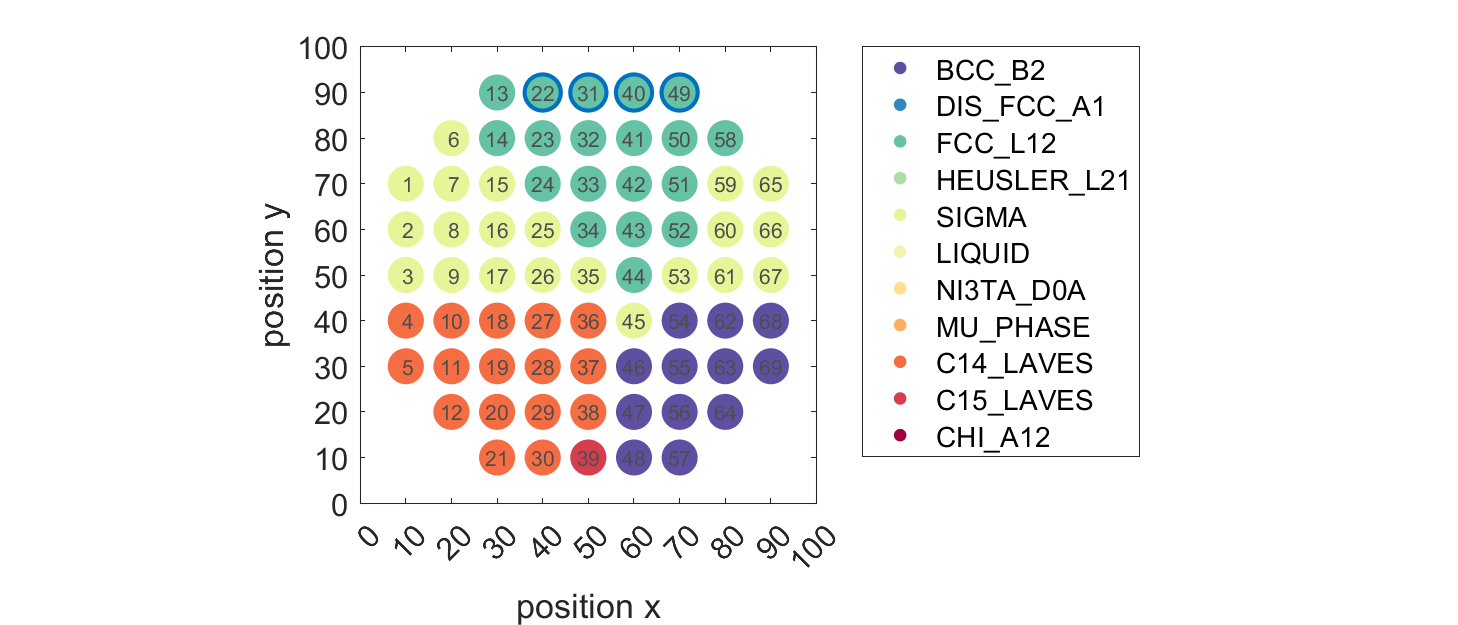 100
90
80
70
60
50
40
30
20
10
0
position y
13 22 31 40 49
6 14 23 32 41 50 58
1 7 15 24 33 42 51 59 65
2 8 16 25 34 43 52 60 66
3 9 17 26 35 44 53 61 67
4 10 18 27 36 45 54 62 68
5 11 19 28 37 46 55 63 69
12 20 29 38 47 56 64
21 30 39 48 57
0 10 20 30 40 50 60 70 80 90 100
position x
BCC_B2
DIS_FCC_A1
FCC_L12
HEUSLER_L21
SIGMA
LIQUID
NI3TA_D0A
MU_PHASE
C14_LAVES
C15_LAVES
CHI_A12